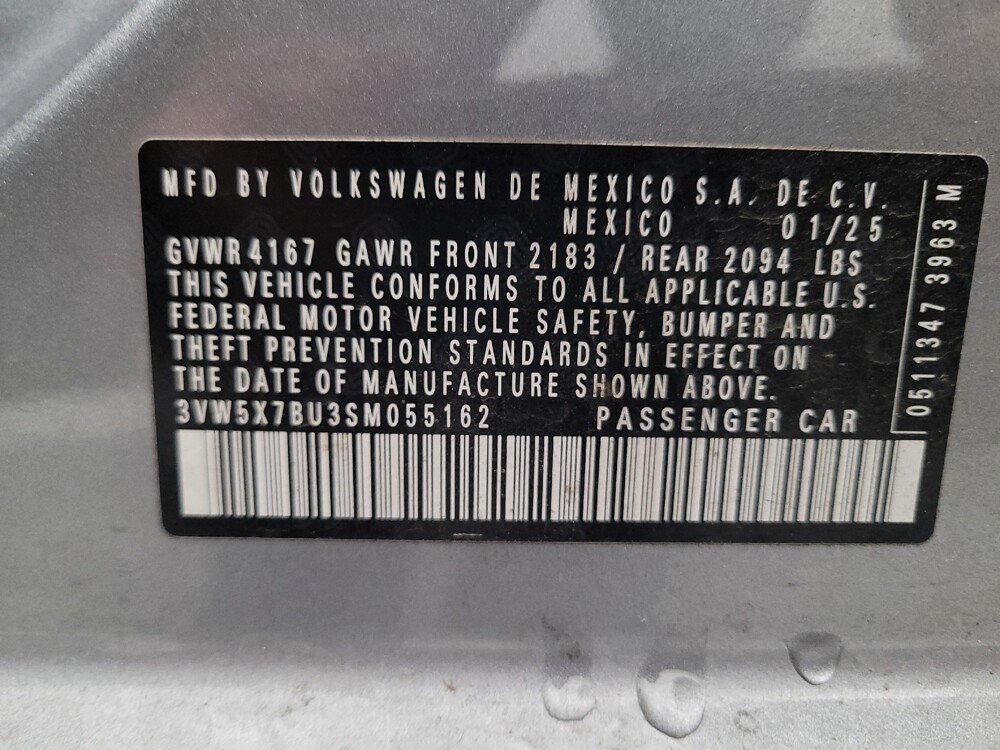 MFD BY VOLKSWAGEN DE MEXICO S.A. DE C.V.
MEXICO 01/25
GVWR 4167 GAWR FRONT 2183 / REAR 2094 LBS
THIS VEHICLE CONFORMS TO ALL APPLICABLE U.S.
FEDERAL MOTOR VEHICLE SAFETY, BUMPER AND
THEFT PREVENTION STANDARDS IN EFFECT ON
THE DATE OF MANUFACTURE SHOWN ABOVE.
3VW5X7BU3SM055162 PASSENGER CAR
0511347 3963 M